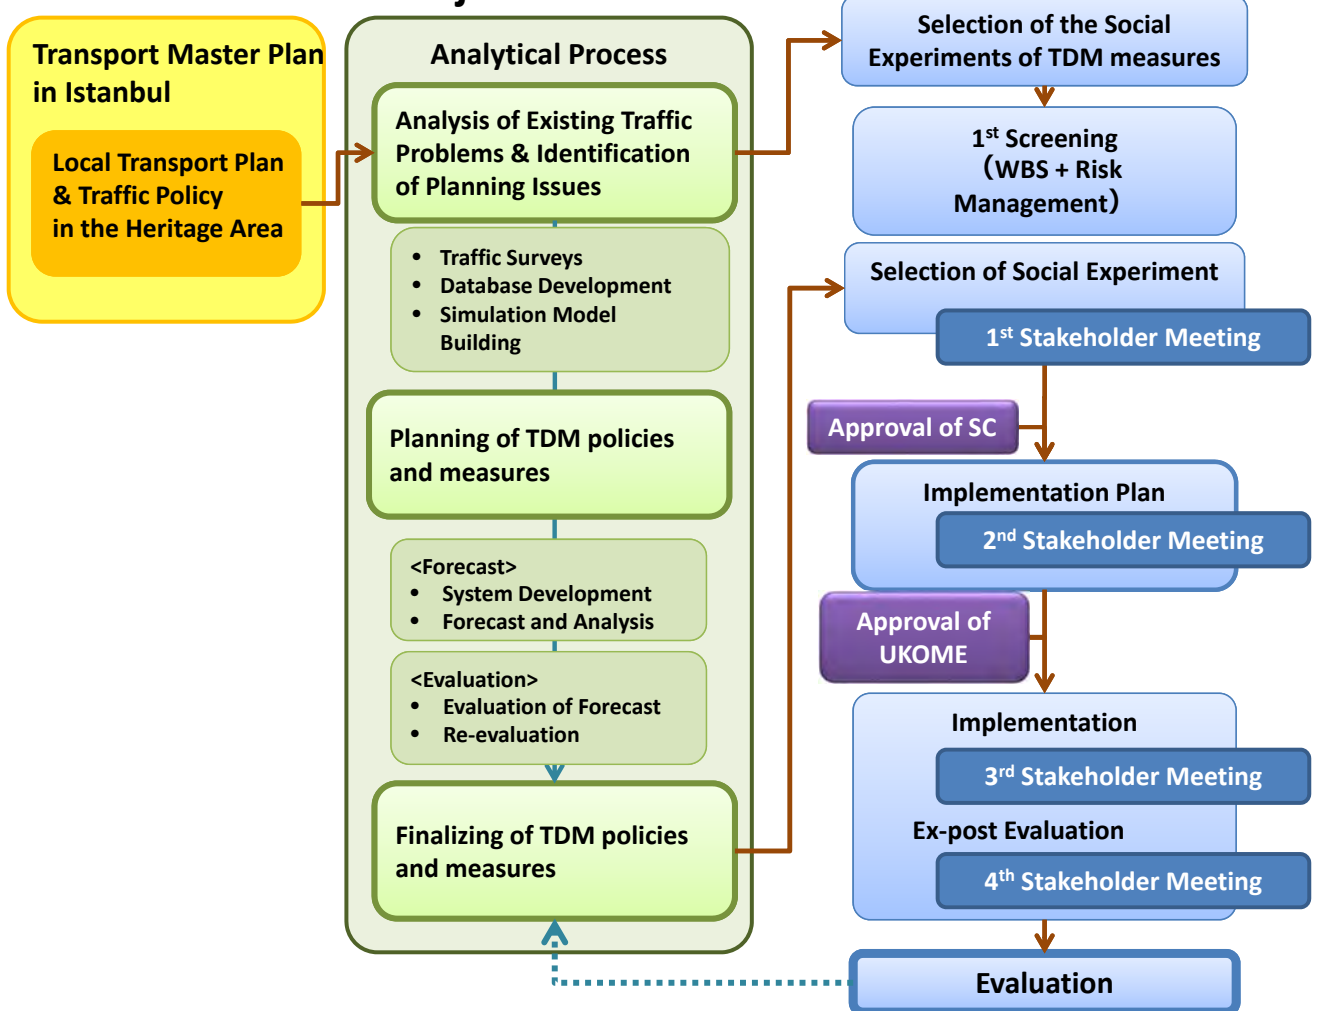 Transport Master Plan
in Istanbul
Local Transport Plan
& Traffic Policy
in the Heritage Area
Analytical Process
Analysis of Existing Traffic
Problems & Identification
of Planning Issues
• Traffic Surveys
• Database Development
• Simulation Model
Building
Planning of TDM policies
and measures
<Forecast>
• System Development
• Forecast and Analysis
<Evaluation>
• Evaluation of Forecast
• Re-evaluation
Finalizing of TDM policies
and measures
Selection of the Social
Experiments of TDM measures
1st Screening
(WBS + Risk
Management)
Selection of Social Experiment
1st Stakeholder Meeting
Approval of SC
Implementation Plan
2nd Stakeholder Meeting
Approval of
UKOME
Implementation
3rd Stakeholder Meeting
Ex-post Evaluation
4th Stakeholder Meeting
Evaluation